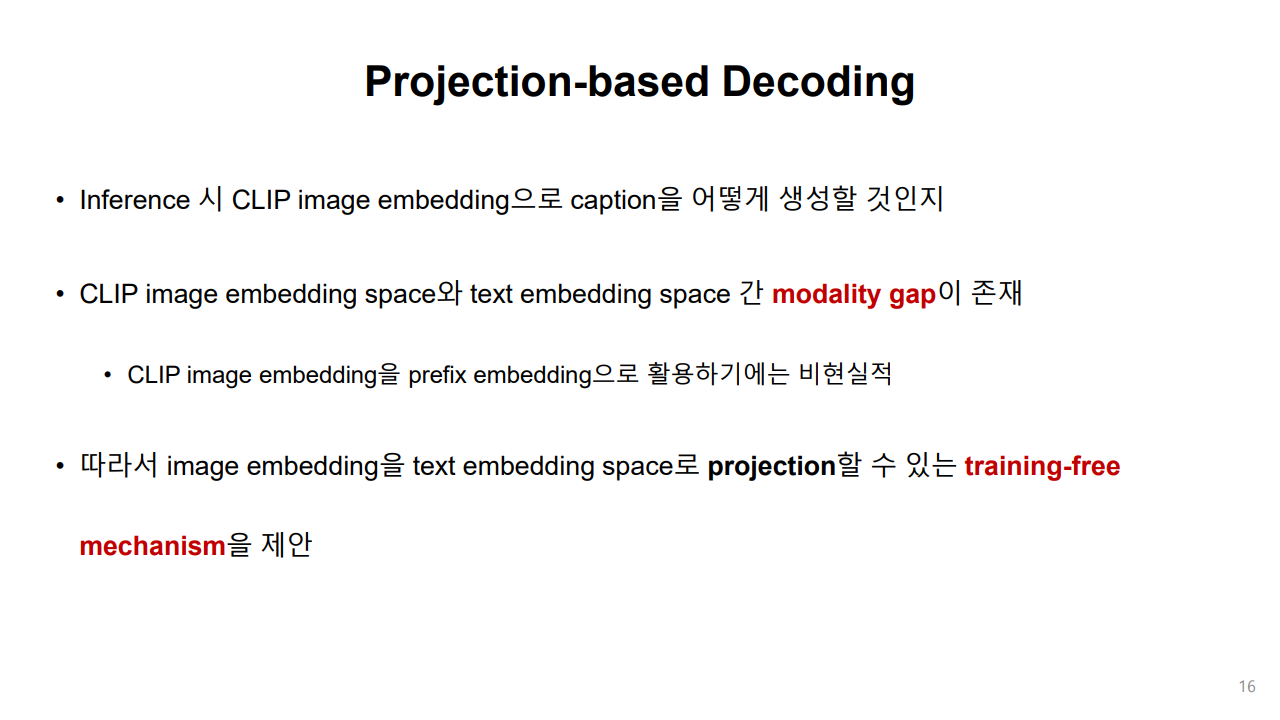 Projection-based Decoding
• Inference 시 CLIP image embedding으로 caption을 어떻게 생성할 것인지
• CLIP image embedding space와 text embedding space 간 modality gap이 존재
• CLIP image embedding을 prefix embedding으로 활용하기에는 비현실적
• 따라서 image embedding을 text embedding space로 projection할 수 있는 training-free
mechanism을 제안
16